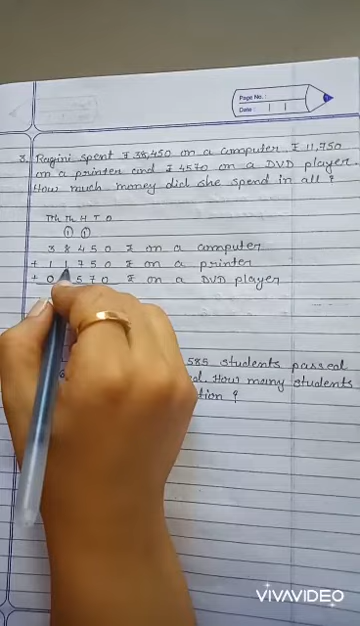 Page No.:
Date:
3. Ragini spent ₹ 38,450 on a computer. ₹ 11,750
on a printer and ₹ 4570 on a DVD player.
How much money did she spend in all ?
TTh Th H T O
(1) (1)
3 8 4 5 0 ₹ on a computer
+ 1 1 7 5 0 ₹ on a printer
+ 0 5 7 0 ₹ on a DVD player
585 students passed
How many students
?
VIVAVIDEO